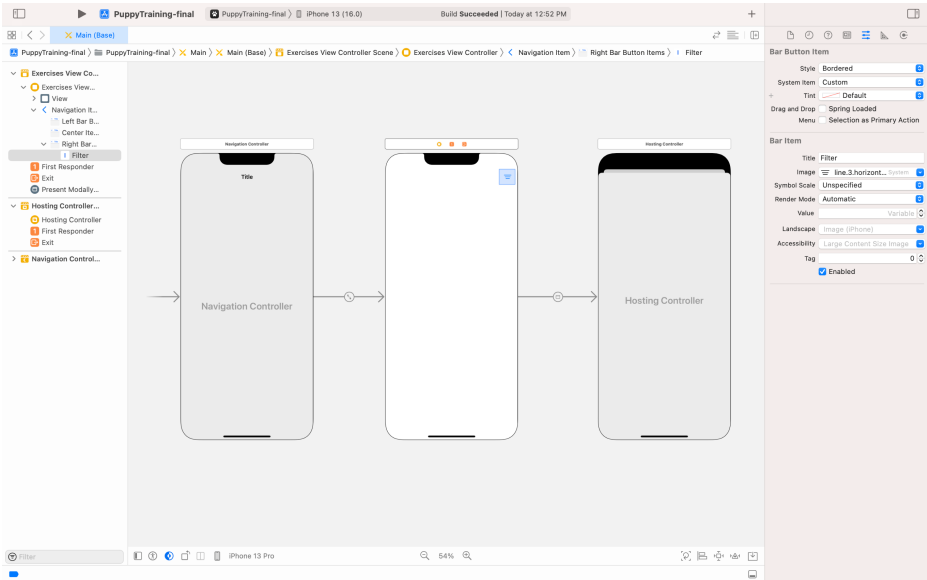 PuppyTraining-final
PuppyTraining-final 〉 iPhone 13 (16.0)
Build Succeeded | Today at 12:52 PM
Main (Base)
PuppyTraining-final 〉 PuppyTraining-final 〉 Main 〉 Main (Base) 〉 Exercises View Controller Scene 〉 Exercises View Controller 〉 Navigation Item 〉 Right Bar Button Items 〉 Filter
Exercises View Co...
Exercises View...
View
Navigation It...
Left Bar B...
Center Ite...
Right Bar...
Filter
First Responder
Exit
Present Modally...
Hosting Controller...
Hosting Controller
First Responder
Exit
Navigation Control...
Filter
Navigation Controller
Title
Navigation Controller
Hosting Controller
Hosting Controller
iPhone 13 Pro
54%
Bar Button Item
Style Bordered
System Item Custom
+ Tint Default
Drag and Drop Spring Loaded
Menu Selection as Primary Action
Bar Item
Title Filter
Image line.3.horizont... System
Symbol Scale Unspecified
Render Mode Automatic
Value Variable
Landscape Image (iPhone)
Accessibility Large Content Size Image
Tag 0
Enabled